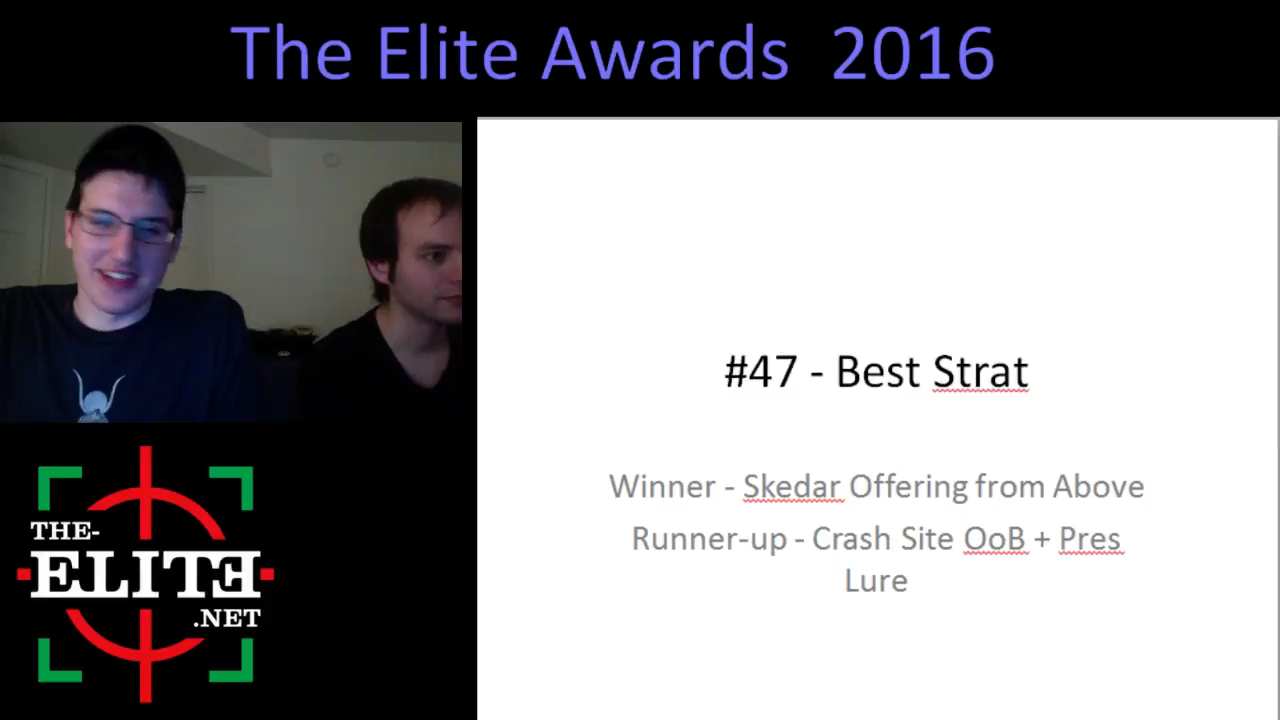 The Elite Awards 2016
#47 - Best Strat
Winner - Skedar Offering from Above
Runner-up - Crash Site OoB + Pres
Lure
THE-
ELITE
.NET